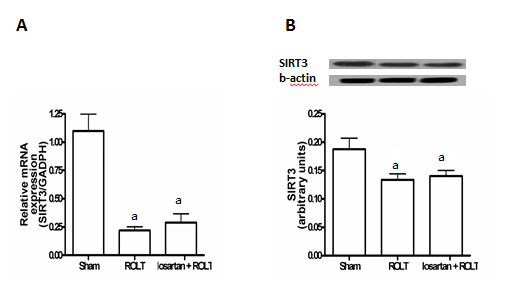 A
B
SIRT3
b-actin
Relative mRNA
expression
(SIRT3/GADPH)
1.25
1.00
0.75
0.50
0.25
0.00
a
a
Sham
ROLT
losartan + ROLT
SIRT3
(arbitrary units)
0.25
0.20
0.15
0.10
0.05
0.00
a
a
Sham
ROLT
losartan + ROLT